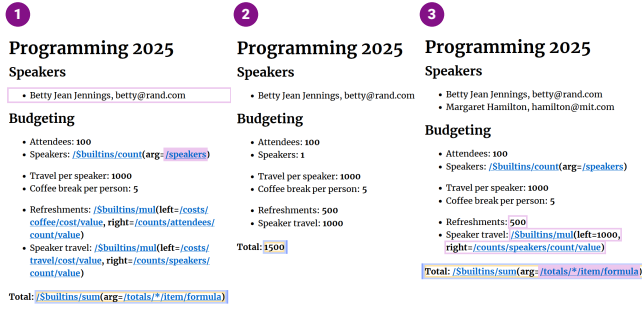 1
Programming 2025
Speakers
• Betty Jean Jennings, betty@rand.com
Budgeting
• Attendees: 100
• Speakers: /$builtins/count(arg=/speakers)
• Travel per speaker: 1000
• Coffee break per person: 5
• Refreshments: /$builtins/mul(left=/costs/
coffee/cost/value, right=/counts/attendees/
count/value)
• Speaker travel: /$builtins/mul(left=/costs/
travel/cost/value, right=/counts/speakers/
count/value)
Total: /$builtins/sum(arg=/totals/*/item/formula)
2
Programming 2025
Speakers
• Betty Jean Jennings, betty@rand.com
Budgeting
• Attendees: 100
• Speakers: 1
• Travel per speaker: 1000
• Coffee break per person: 5
• Refreshments: 500
• Speaker travel: 1000
Total: 1500
3
Programming 2025
Speakers
• Betty Jean Jennings, betty@rand.com
• Margaret Hamilton, hamilton@mit.com
Budgeting
• Attendees: 100
• Speakers: /$builtins/count(arg=/speakers)
• Travel per speaker: 1000
• Coffee break per person: 5
• Refreshments: 500
• Speaker travel: /$builtins/mul(left=1000,
right=/counts/speakers/count/value)
Total: /$builtins/sum(arg=/totals/*/item/formula)